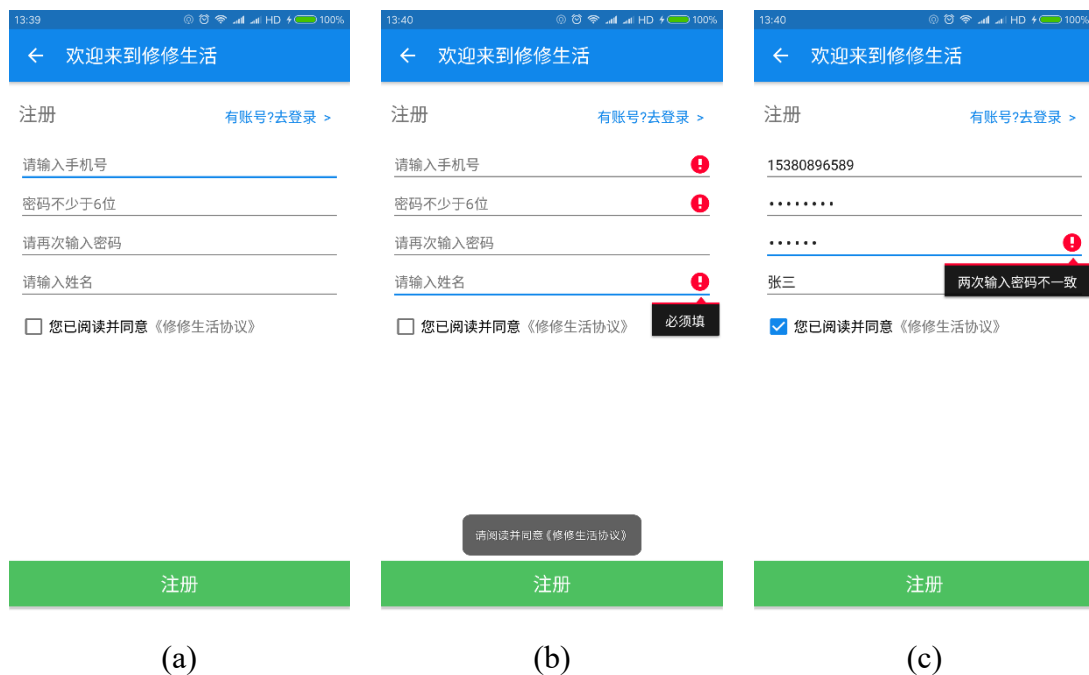 13:39 HD 100%
欢迎来到修修生活
注册 有账号?去登录 >
请输入手机号
密码不少于6位
请再次输入密码
请输入姓名
您已阅读并同意《修修生活协议》
注册
(a)
13:40 HD 100%
欢迎来到修修生活
注册 有账号?去登录 >
请输入手机号
密码不少于6位
请再次输入密码
请输入姓名
必须填
您已阅读并同意《修修生活协议》
请阅读并同意《修修生活协议》
注册
(b)
13:40 HD 100%
欢迎来到修修生活
注册 有账号?去登录 >
15380896589
••••••••
••••••
张三
两次输入密码不一致
您已阅读并同意《修修生活协议》
注册
(c)